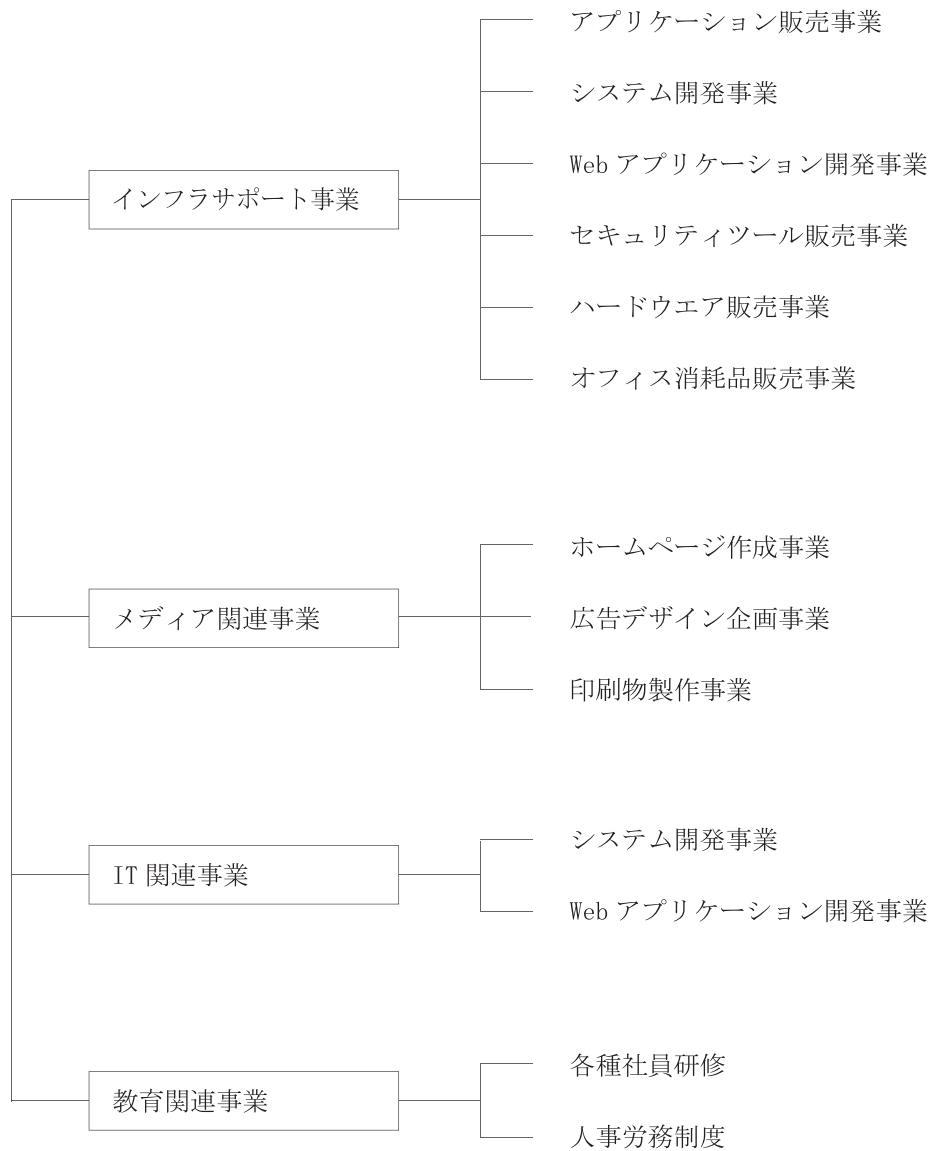 インフラサポート事業
アプリケーション販売事業
システム開発事業
Web アプリケーション開発事業
セキュリティツール販売事業
ハードウエア販売事業
オフィス消耗品販売事業
メディア関連事業
ホームページ作成事業
広告デザイン企画事業
印刷物製作事業
IT 関連事業
システム開発事業
Web アプリケーション開発事業
教育関連事業
各種社員研修
人事労務制度